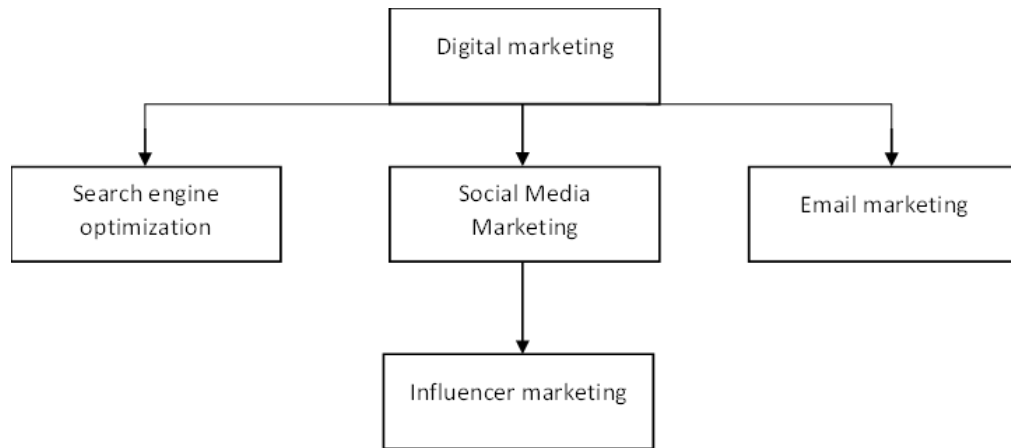 Digital marketing
Search engine
optimization
Social Media
Marketing
Email marketing
Influencer marketing